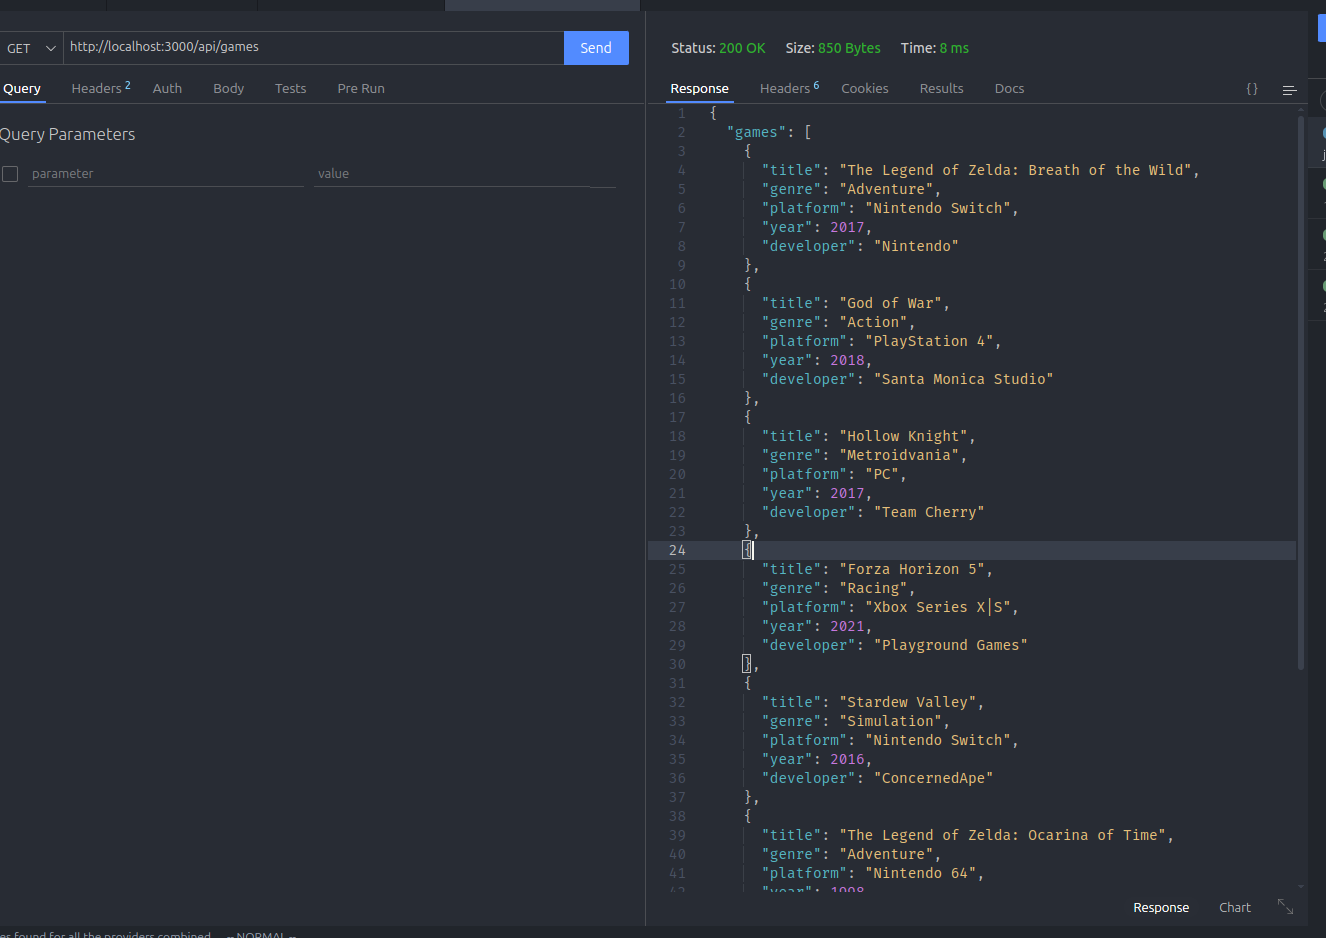 GET
http://localhost:3000/api/games
Send
Query
Headers 2
Auth
Body
Tests
Pre Run
Query Parameters
parameter
value
Status: 200 OK
Size: 850 Bytes
Time: 8 ms
Response
Headers 6
Cookies
Results
Docs
{}
1 {
2 "games": [
3 {
4 "title": "The Legend of Zelda: Breath of the Wild",
5 "genre": "Adventure",
6 "platform": "Nintendo Switch",
7 "year": 2017,
8 "developer": "Nintendo"
9 },
10 {
11 "title": "God of War",
12 "genre": "Action",
13 "platform": "PlayStation 4",
14 "year": 2018,
15 "developer": "Santa Monica Studio"
16 },
17 {
18 "title": "Hollow Knight",
19 "genre": "Metroidvania",
20 "platform": "PC",
21 "year": 2017,
22 "developer": "Team Cherry"
23 },
24 {
25 "title": "Forza Horizon 5",
26 "genre": "Racing",
27 "platform": "Xbox Series X|S",
28 "year": 2021,
29 "developer": "Playground Games"
30 },
31 {
32 "title": "Stardew Valley",
33 "genre": "Simulation",
34 "platform": "Nintendo Switch",
35 "year": 2016,
36 "developer": "ConcernedApe"
37 },
38 {
39 "title": "The Legend of Zelda: Ocarina of Time",
40 "genre": "Adventure",
41 "platform": "Nintendo 64",
42 "year": 1998
Response
Chart
es found for all the providers combined -- NORMAL --